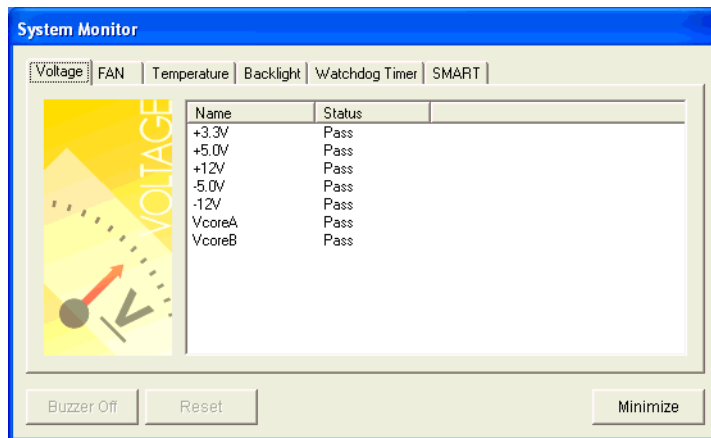 System Monitor
Voltage FAN Temperature Backlight Watchdog Timer SMART
VOLTAGE
Name Status
+3.3V Pass
+5.0V Pass
+12V Pass
-5.0V Pass
-12V Pass
VcoreA Pass
VcoreB Pass
V
Buzzer Off Reset Minimize